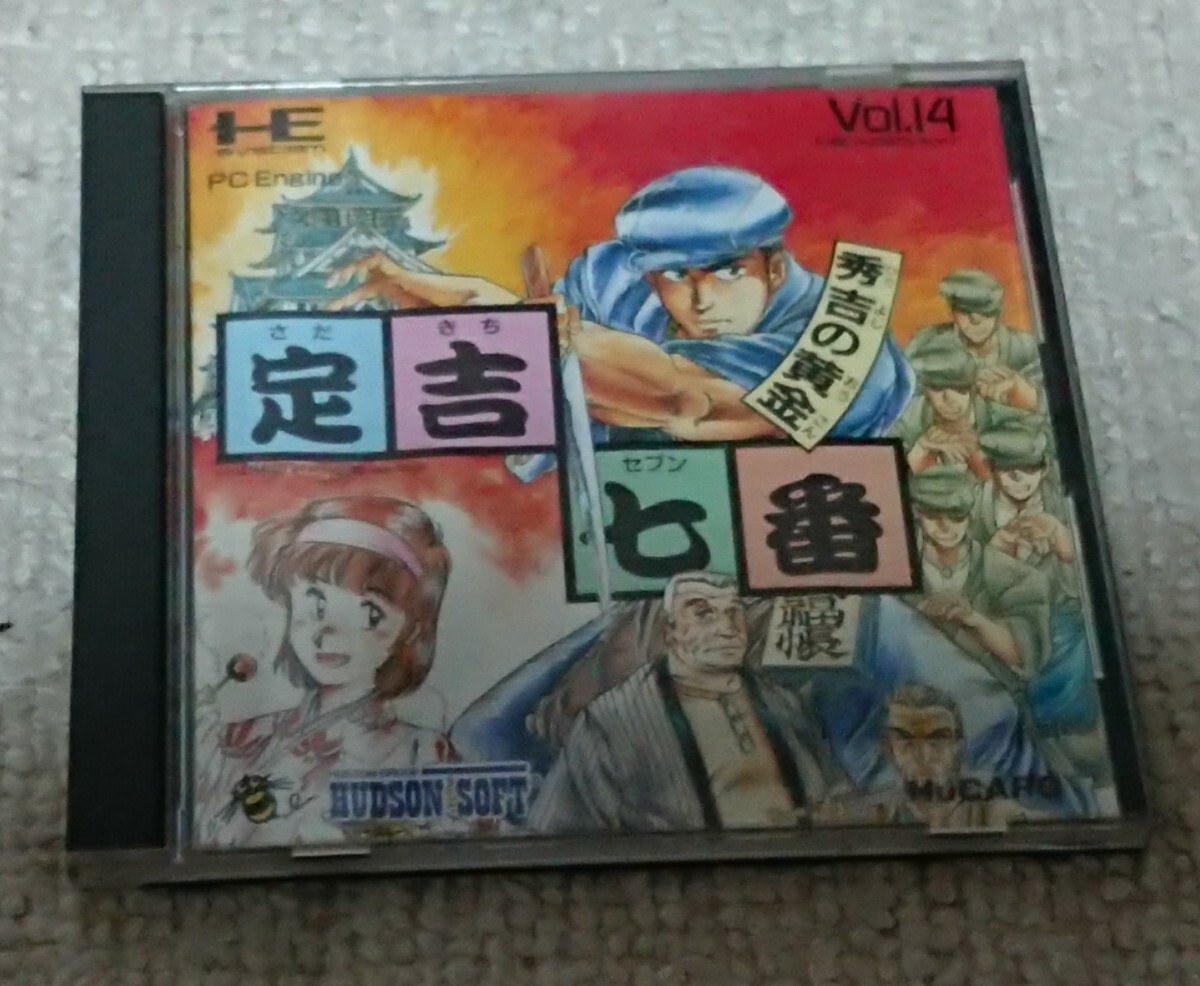 HE
SYSTEM
PC Engine
Vol.14
秀吉の黄金
さだ きち
定吉
セブン
七番
HUDSON SOFT
HuCARD